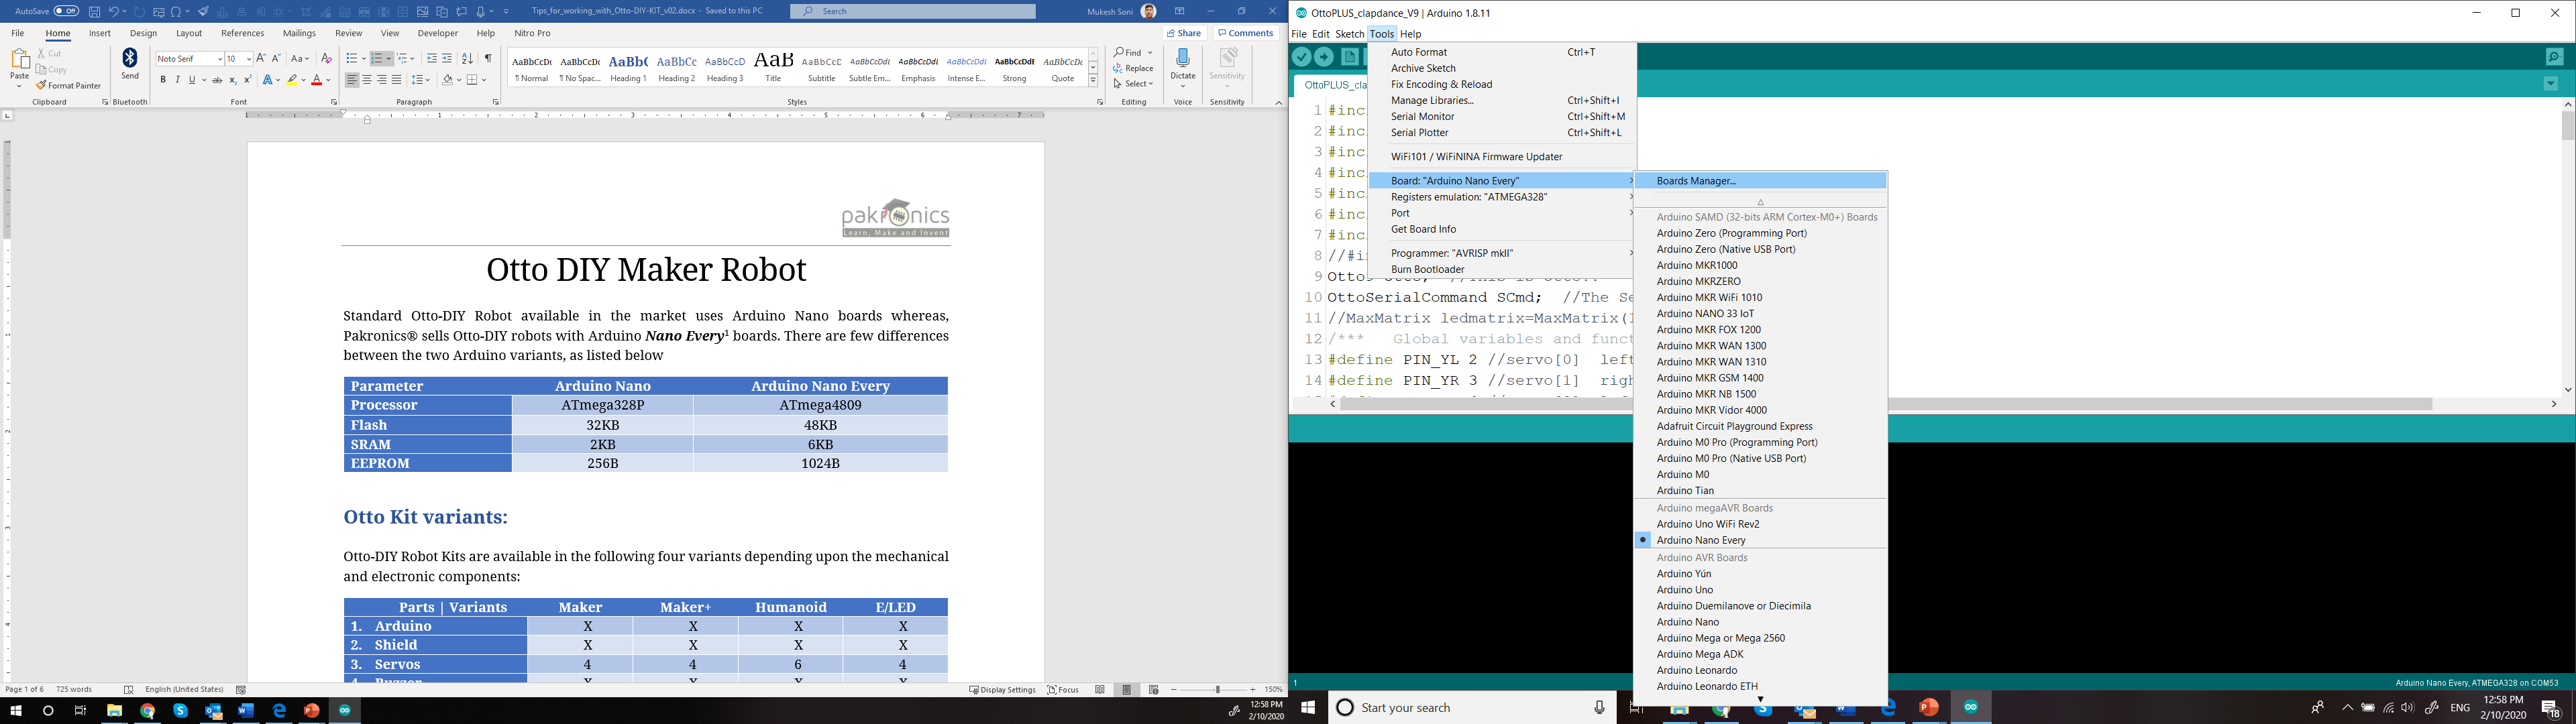 AutoSave Off
Tips_for_working_with_Otto-DIY-KIT_v02.docx - Saved to this PC
Search
Mukesh Soni
File Home Insert Design Layout References Mailings Review View Developer Help Nitro Pro
Share Comments
Paste
Cut
Copy
Format Painter
Clipboard
Send
Bluetooth
Noto Serif 10
Font
Paragraph
AaBbCcDc AaBbCcDc AaBbC AaBbCc AaBbCcD AaB AaBbCcD AaBbCcDdI AaBbCcDdI AaBbCcDdI AaBbCcDdE AaBbCcDdI
¶ Normal ¶ No Spac... Heading 1 Heading 2 Heading 3 Title Subtitle Subtle Em... Emphasis Intense E... Strong Quote
Styles
Find
Replace
Select
Editing
Dictate
Voice
Sensitivity
Sensitivity
pakronics
Learn, Make and Invent
Otto DIY Maker Robot
Standard Otto-DIY Robot available in the market uses Arduino Nano boards whereas,
Pakronics® sells Otto-DIY robots with Arduino Nano Every¹ boards. There are few differences
between the two Arduino variants, as listed below
Parameter Arduino Nano Arduino Nano Every
Processor ATmega328P ATmega4809
Flash 32KB 48KB
SRAM 2KB 6KB
EEPROM 256B 1024B
Otto Kit variants:
Otto-DIY Robot Kits are available in the following four variants depending upon the mechanical
and electronic components:
Parts | Variants Maker Maker+ Humanoid E/LED
1. Arduino X X X X
2. Shield X X X X
3. Servos 4 4 6 4
Page 1 of 6 725 words English (United States) Display Settings Focus 150%
12:58 PM
2/10/2020
OttoPLUS_clapdance_V9 | Arduino 1.8.11
File Edit Sketch Tools Help
OttoPLUS_cla
Auto Format Ctrl+T
Archive Sketch
Fix Encoding & Reload
Manage Libraries... Ctrl+Shift+I
Serial Monitor Ctrl+Shift+M
Serial Plotter Ctrl+Shift+L
WiFi101 / WiFiNINA Firmware Updater
Board: "Arduino Nano Every"
Registers emulation: "ATMEGA328"
Port
Get Board Info
Programmer: "AVRISP mkII"
Burn Bootloader
1 #inc
2 #inc
3 #inc
4 #inc
5 #inc
6 #inc
7 #inc
8 //#i
9
10 OttoSerialCommand SCmd; //The Se
11 //MaxMatrix ledmatrix=MaxMatrix(
12 /*** Global variables and funct
13 #define PIN_YL 2 //servo[0] left
14 #define PIN_YR 3 //servo[1] righ
Boards Manager...
Arduino SAMD (32-bits ARM Cortex-M0+) Boards
Arduino Zero (Programming Port)
Arduino Zero (Native USB Port)
Arduino MKR1000
Arduino MKRZERO
Arduino MKR WiFi 1010
Arduino NANO 33 IoT
Arduino MKR FOX 1200
Arduino MKR WAN 1300
Arduino MKR WAN 1310
Arduino MKR GSM 1400
Arduino MKR NB 1500
Arduino MKR Vidor 4000
Adafruit Circuit Playground Express
Arduino M0 Pro (Programming Port)
Arduino M0 Pro (Native USB Port)
Arduino M0
Arduino Tian
Arduino megaAVR Boards
Arduino Uno WiFi Rev2
Arduino Nano Every
Arduino AVR Boards
Arduino Yún
Arduino Uno
Arduino Duemilanove or Diecimila
Arduino Nano
Arduino Mega or Mega 2560
Arduino Mega ADK
Arduino Leonardo
Arduino Leonardo ETH
1 Arduino Nano Every, ATMEGA328 on COM53
Start your search
ENG
12:58 PM
2/10/2020
18